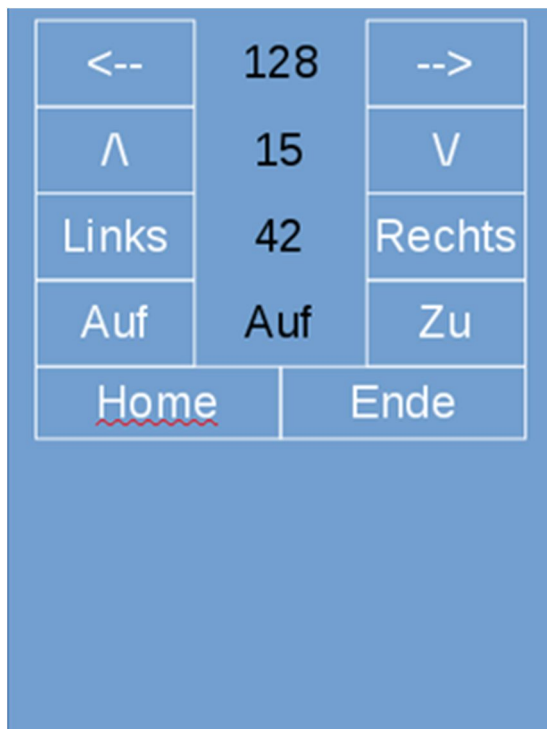 <-- 128 -->
/\ 15 \/
Links 42 Rechts
Auf Auf Zu
Home Ende